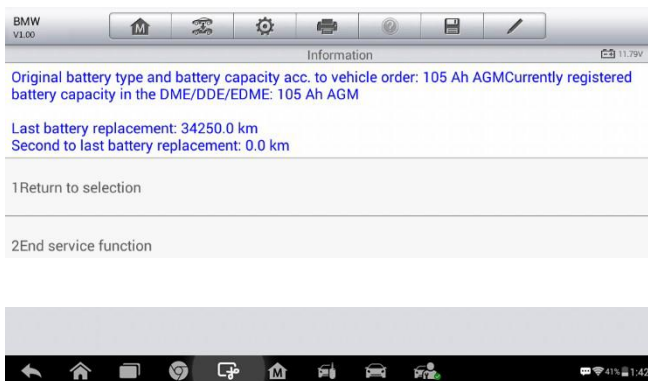 BMW
V1.00
M
Information
11.79V
Original battery type and battery capacity acc. to vehicle order: 105 Ah AGMCurrently registered
battery capacity in the DME/DDE/EDME: 105 Ah AGM
Last battery replacement: 34250.0 km
Second to last battery replacement: 0.0 km
1Return to selection
2End service function
M
41% 1:42